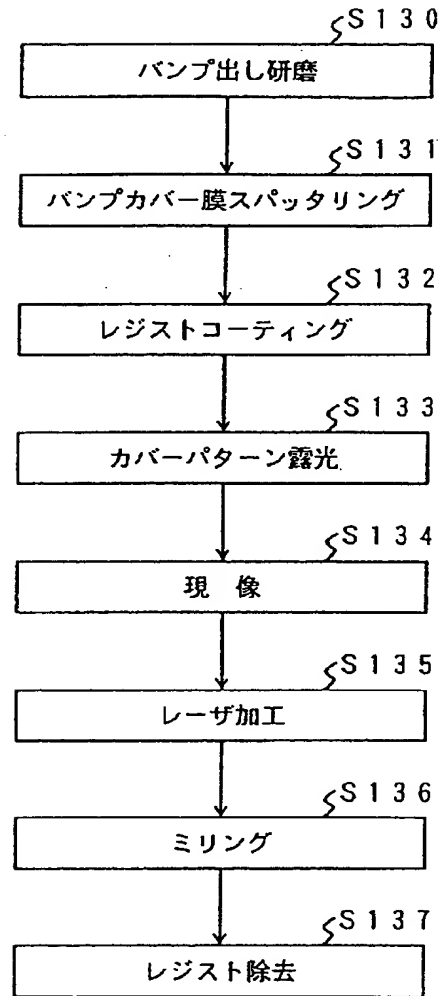 S130
バンプ出し研磨
S131
バンプカバー膜スパッタリング
S132
レジストコーティング
S133
カバーパターン露光
S134
現 像
S135
レーザ加工
S136
ミリング
S137
レジスト除去